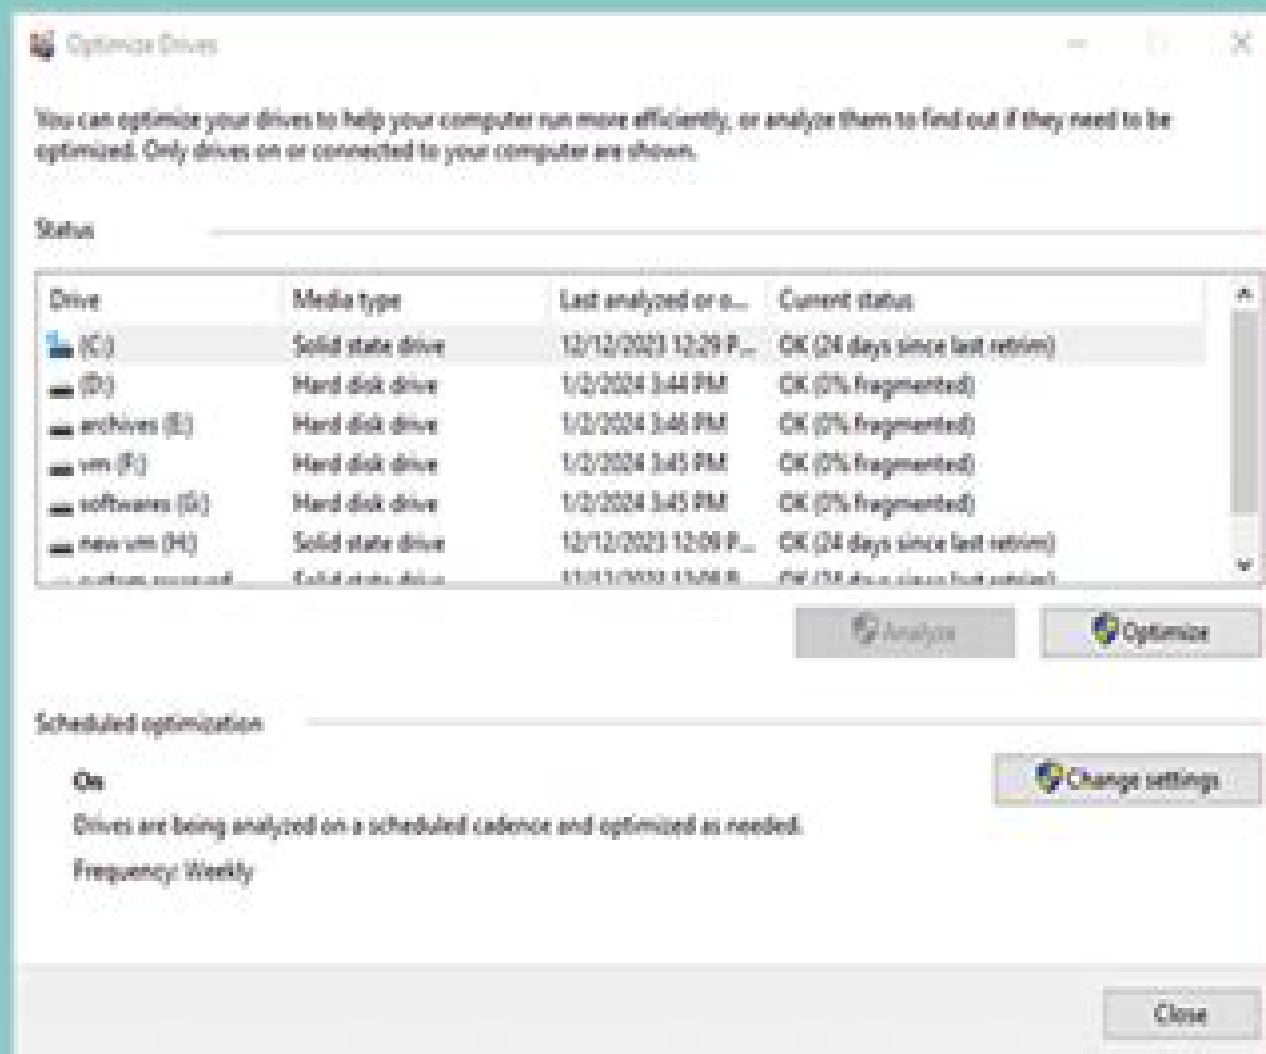 Optimize Drives
You can optimize your drives to help your computer run more efficiently, or analyze them to find out if they need to be
optimized. Only drives on or connected to your computer are shown.
Status
Drive Media type Last analyzed or o... Current status
(C:) Solid state drive 12/12/2023 12:29 P... OK (24 days since last retrim)
(D:) Hard disk drive 1/2/2024 3:44 PM OK (0% fragmented)
archives (E:) Hard disk drive 1/2/2024 3:46 PM OK (0% fragmented)
vm (F:) Hard disk drive 1/2/2024 3:45 PM OK (0% fragmented)
softwares (G:) Hard disk drive 1/2/2024 3:45 PM OK (0% fragmented)
new vm (H:) Solid state drive 12/12/2023 12:09 P... OK (24 days since last retrim)
Analyze Optimize
Scheduled optimization
On Change settings
Drives are being analyzed on a scheduled cadence and optimized as needed.
Frequency: Weekly
Close